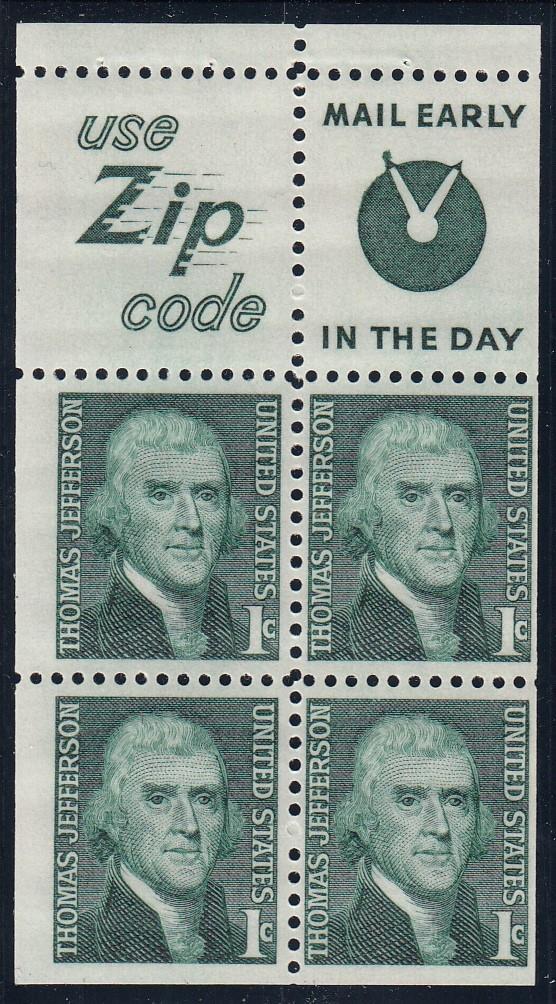 use
Zip
code
MAIL EARLY
IN THE DAY
THOMAS JEFFERSON
UNITED STATES
1c
THOMAS JEFFERSON
UNITED STATES
1c
THOMAS JEFFERSON
UNITED STATES
1c
THOMAS JEFFERSON
UNITED STATES
1c